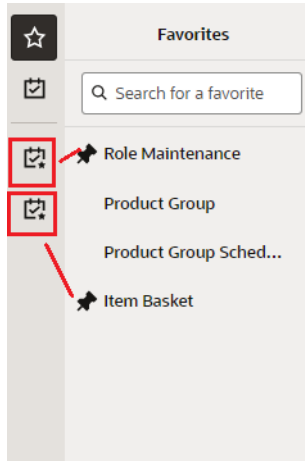 Favorites
Search for a favorite
Role Maintenance
Product Group
Product Group Sched...
Item Basket